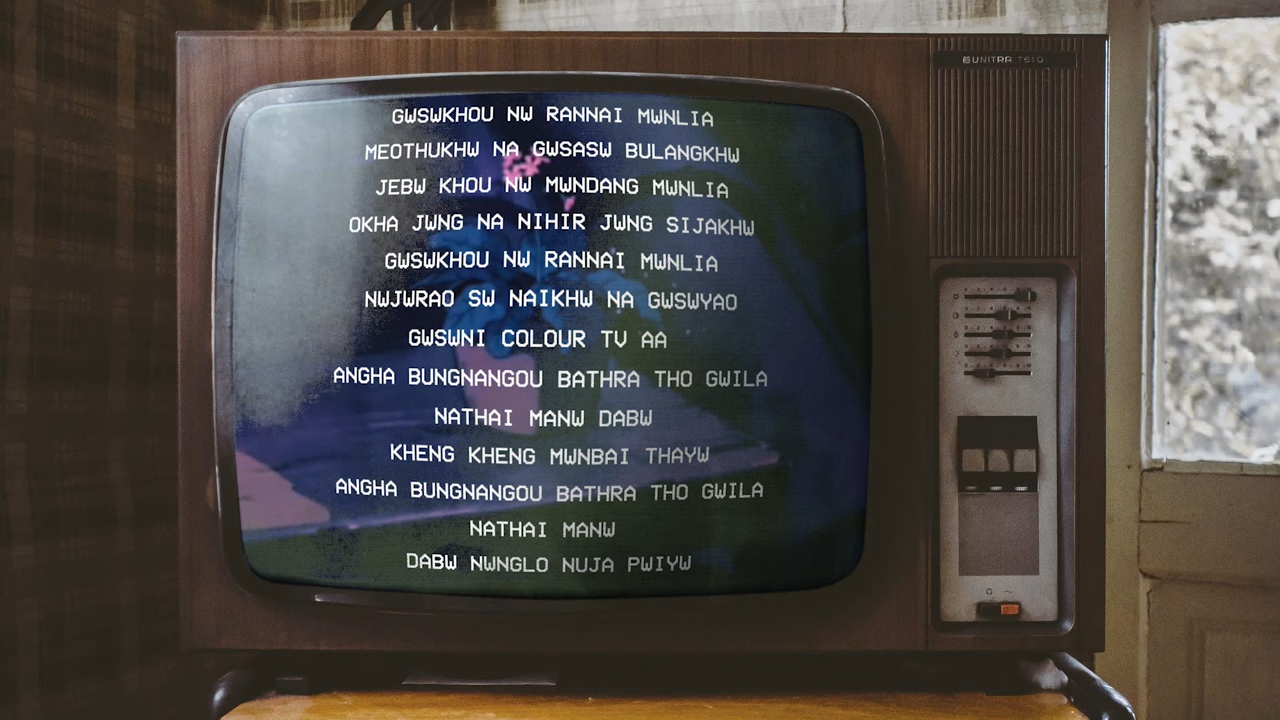 UNITRA T510
GWSWKHOU NW RANNAI MWNLIA
MEOTHUKHW NA GWSASW BULANGKHW
JEBW KHOU NW MWNDANG MWNLIA
OKHA JWNG NA NIHIR JWNG SIJAKHW
GWSWKHOU NW RANNAI MWNLIA
NWJWRAO SW NAIKHW NA GWSWYAO
GWSWNI COLOUR TV AA
ANGHA BUNGNANGOU BATHRA THO GWILA
NATHAI MANW DABW
KHENG KHENG MWNBAI THAYW
ANGHA BUNGNANGOU BATHRA THO GWILA
NATHAI MANW
DABW NWNGLO NUJA PWIYW